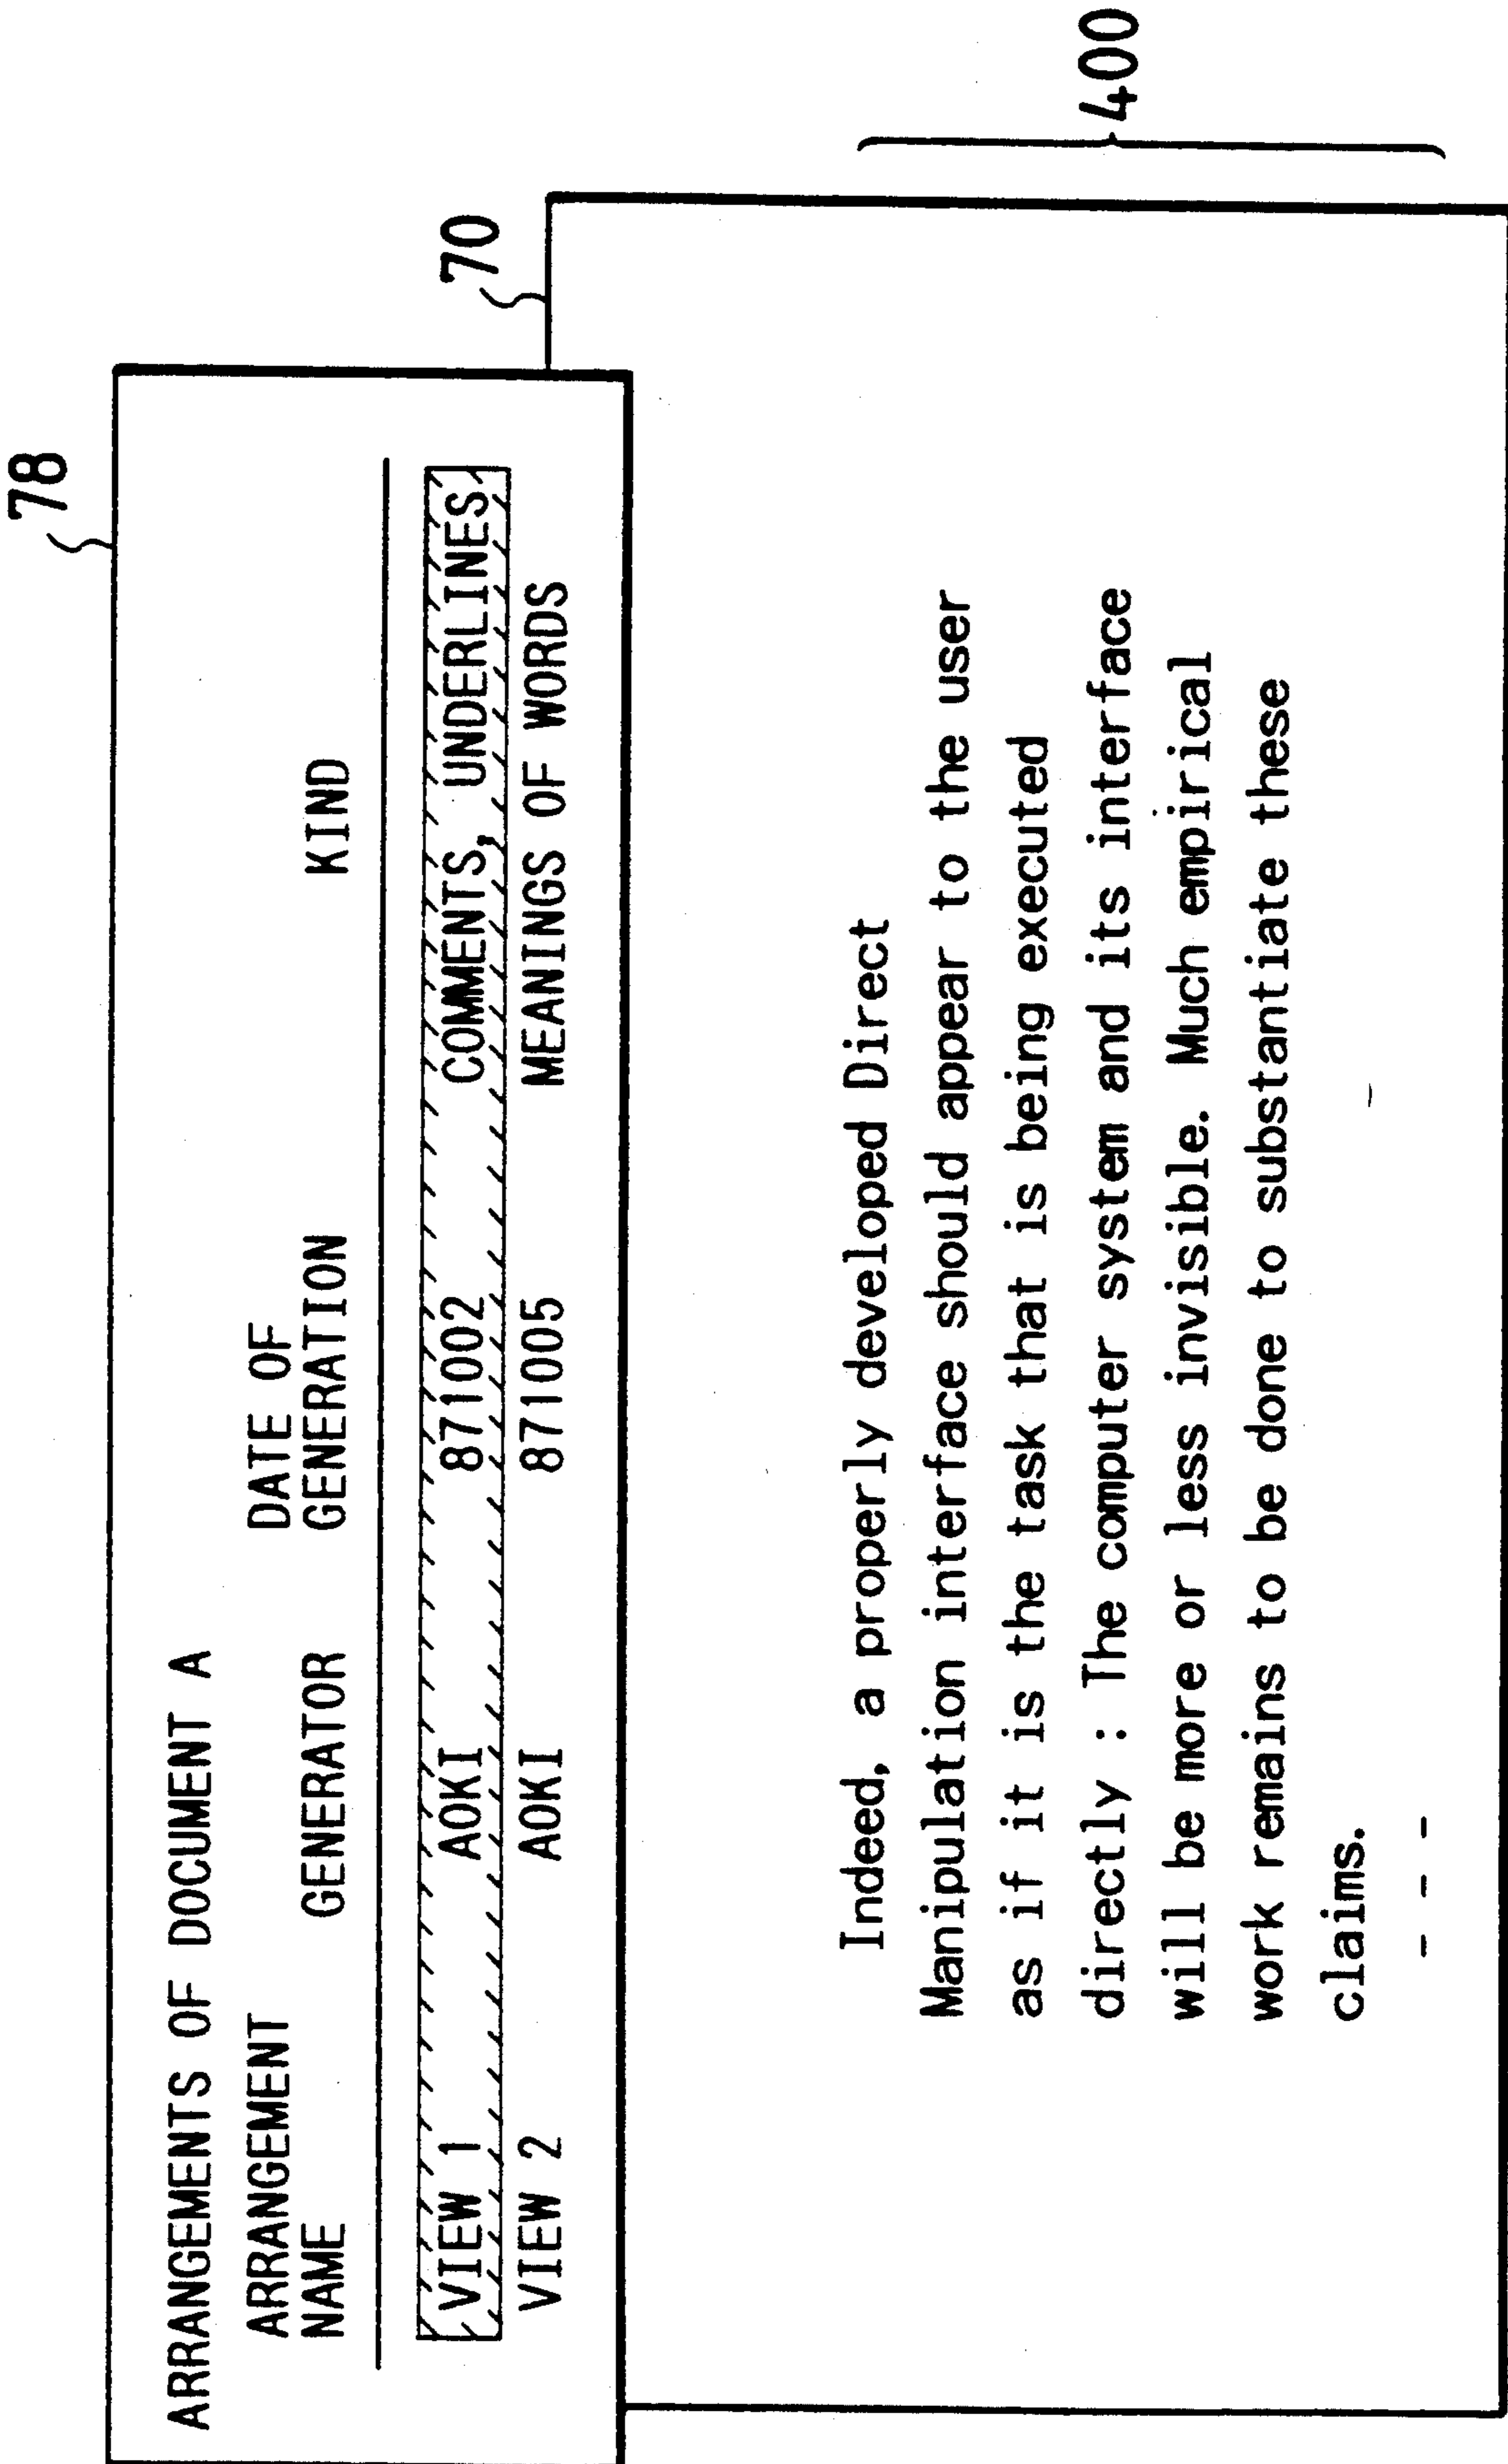 78
ARRANGEMENTS OF DOCUMENT A
ARRANGEMENT NAME GENERATOR DATE OF GENERATION KIND
VIEW 1 AOKI 871002 COMMENTS, UNDERLINES
VIEW 2 AOKI 871005 MEANINGS OF WORDS
70
Indeed, a properly developed Direct
Manipulation interface should appear to the user
as if it is the task that is being executed
directly : The computer system and its interface
will be more or less invisible. Much empirical
work remains to be done to substantiate these
claims.
- - -
400